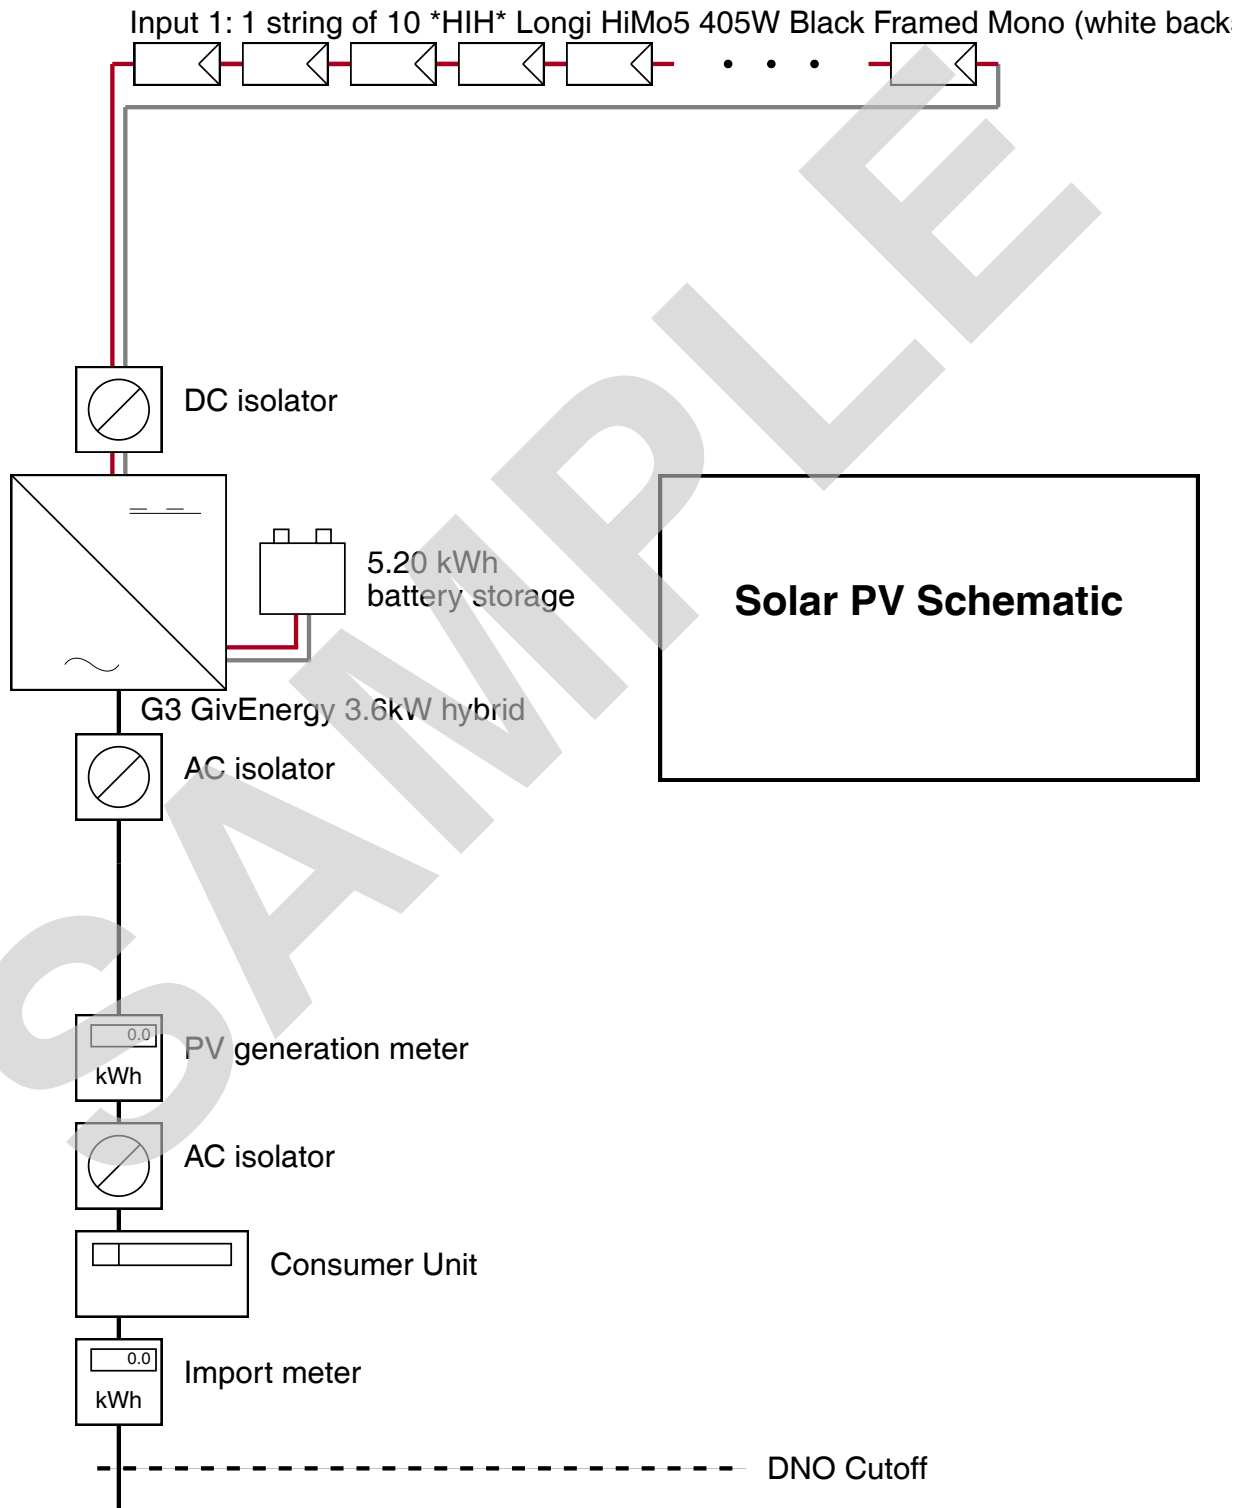 Input 1: 1 string of 10 *HIH* Longi HiMo5 405W Black Framed Mono (white back
DC isolator
5.20 kWh
battery storage
Solar PV Schematic
G3 GivEnergy 3.6kW hybrid
AC isolator
0.0
PV generation meter
kWh
AC isolator
Consumer Unit
0.0
Import meter
kWh
DNO Cutoff
SAMPLE